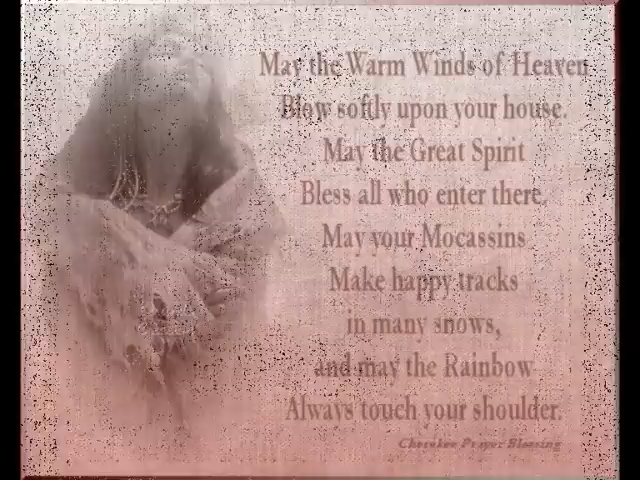 May the Warm Winds of Heaven
Blow softly upon your house.
May the Great Spirit
Bless all who enter there.
May your Mocassins
Make happy tracks
in many snows,
and may the Rainbow
Always touch your shoulder.
Cherokee Prayer Blessing